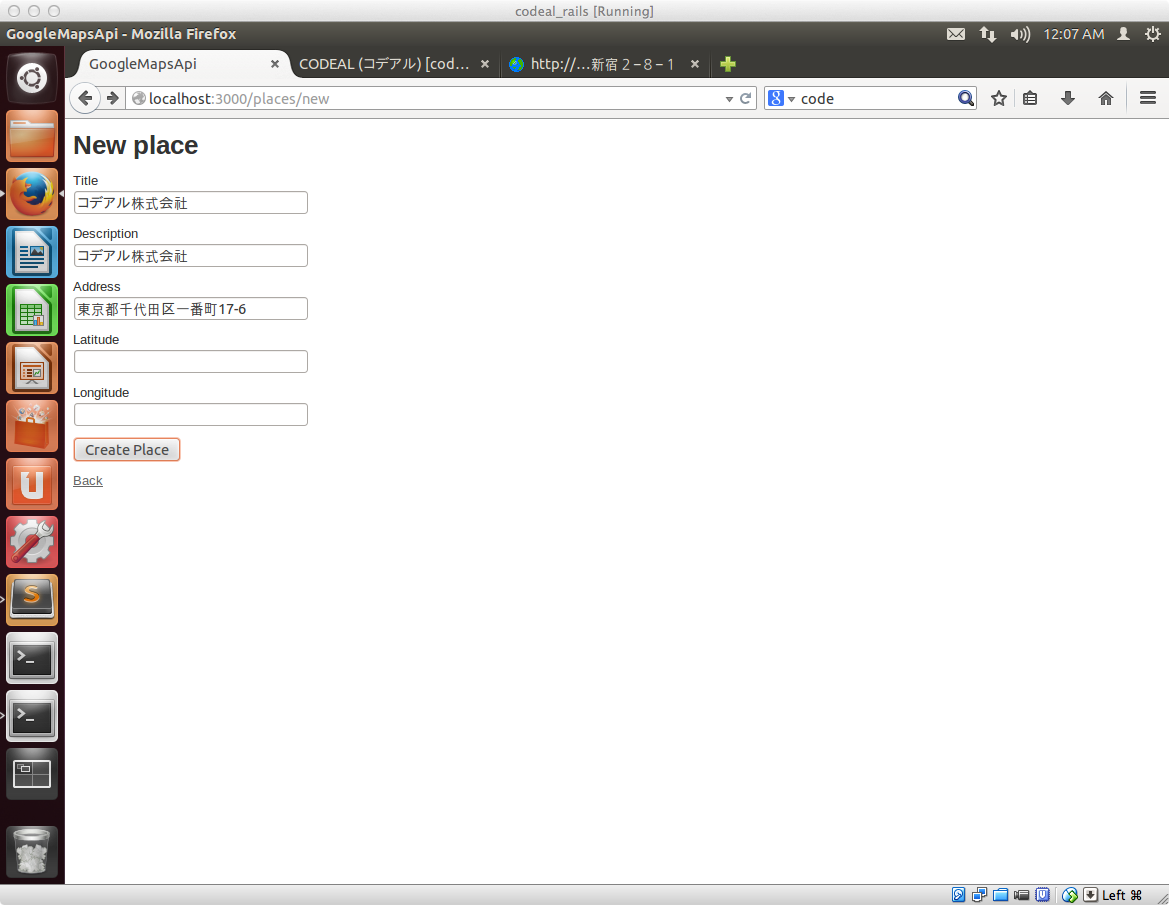 codeal_rails [Running]
GoogleMapsApi - Mozilla Firefox
12:07 AM
GoogleMapsApi
CODEAL (コデアル) [cod…
http://…新宿２－８－１
localhost:3000/places/new
8
code
New place
Title
コデアル株式会社
Description
コデアル株式会社
Address
東京都千代田区一番町17-6
Latitude
Longitude
Create Place
Back
Left ⌘